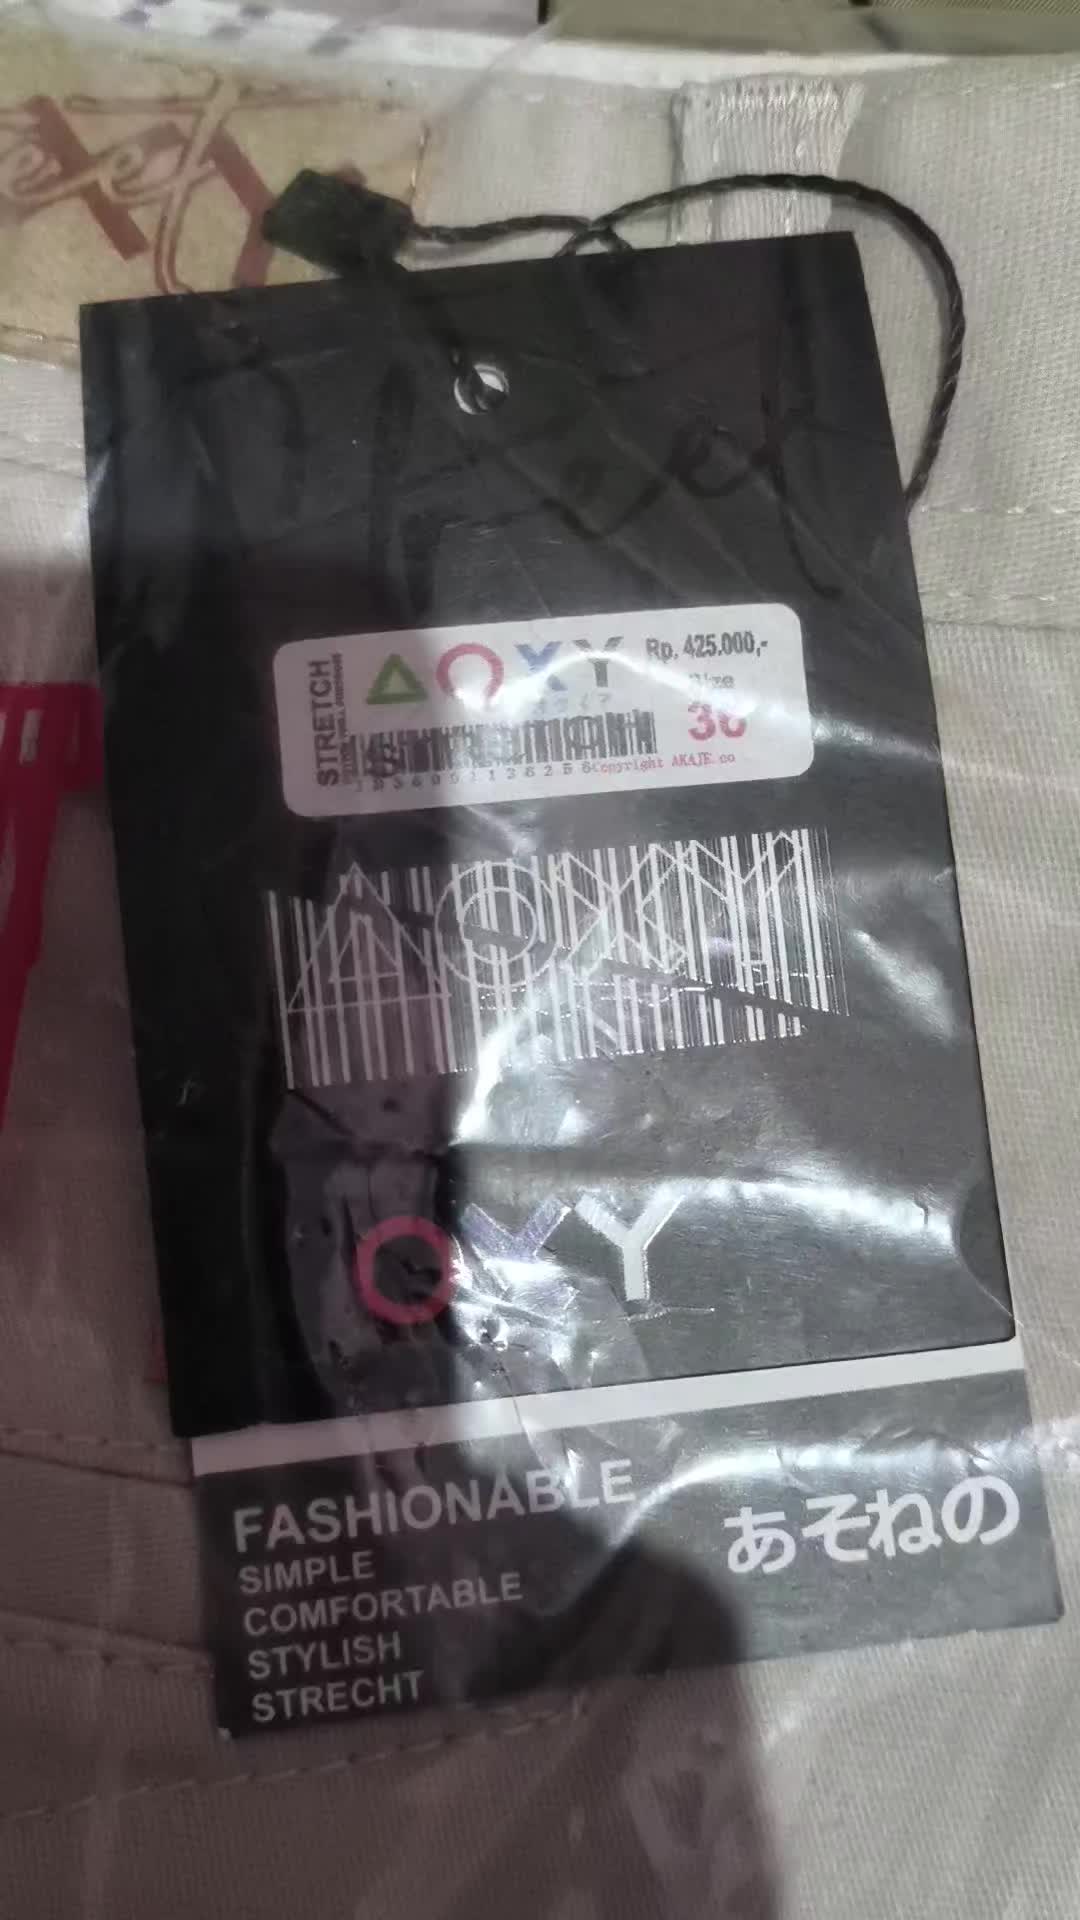 STRETCH
OXY
Rp. 425.000,-
Size
36
Copyright AKAJE.co
OXY
FASHIONABLE
SIMPLE
COMFORTABLE
STYLISH
STRECHT
あそねの